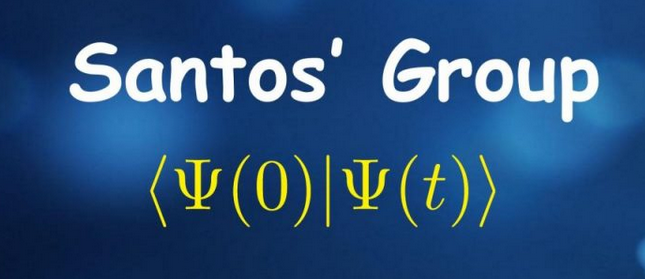 Santos' Group
⟨Ψ(0)|Ψ(t)⟩